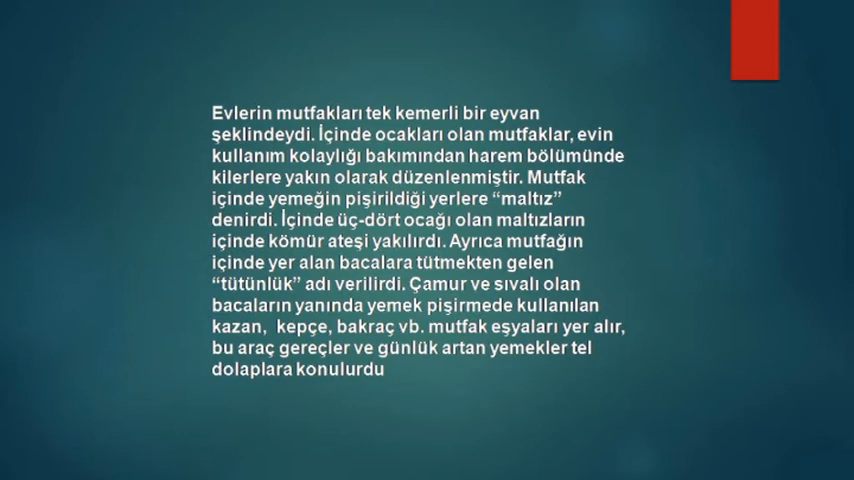 Evlerin mutfakları tek kemerli bir eyvan
şeklindeydi. İçinde ocakları olan mutfaklar, evin
kullanım kolaylığı bakımından harem bölümünde
kilerlere yakın olarak düzenlenmiştir. Mutfak
içinde yemeğin pişirildiği yerlere “maltız”
denirdi. İçinde üç-dört ocağı olan maltızların
içinde kömür ateşi yakılırdı. Ayrıca mutfağın
içinde yer alan bacalara tütmekten gelen
“tütünlük” adı verilirdi. Çamur ve sıvalı olan
bacaların yanında yemek pişirmede kullanılan
kazan, kepçe, bakraç vb. mutfak eşyaları yer alır,
bu araç gereçler ve günlük artan yemekler tel
dolaplara konulurdu